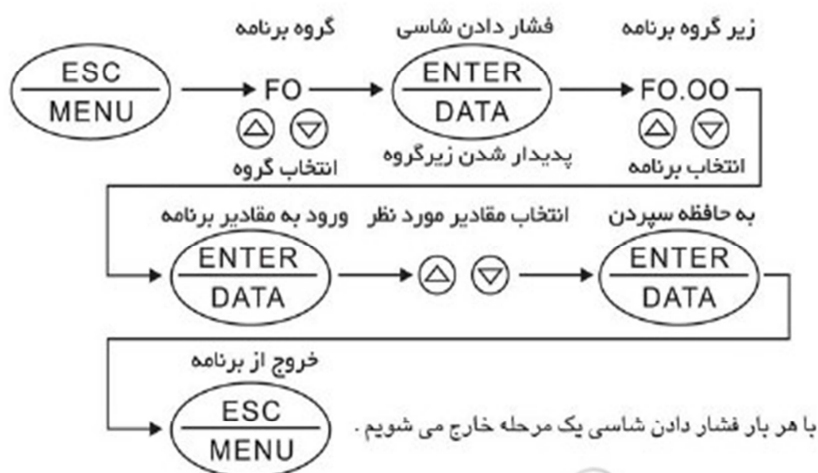 گروه برنامه
فشار دادن شاسی
زیر گروه برنامه
ESC
MENU
FO
ENTER
DATA
FO.OO
انتخاب گروه
پدیدار شدن زیرگروه
انتخاب برنامه
ورود به مقادیر برنامه
انتخاب مقادیر مورد نظر
به حافظه سپردن
ENTER
DATA
ENTER
DATA
خروج از برنامه
ESC
MENU
با هر بار فشار دادن شاسی یک مرحله خارج می شویم .